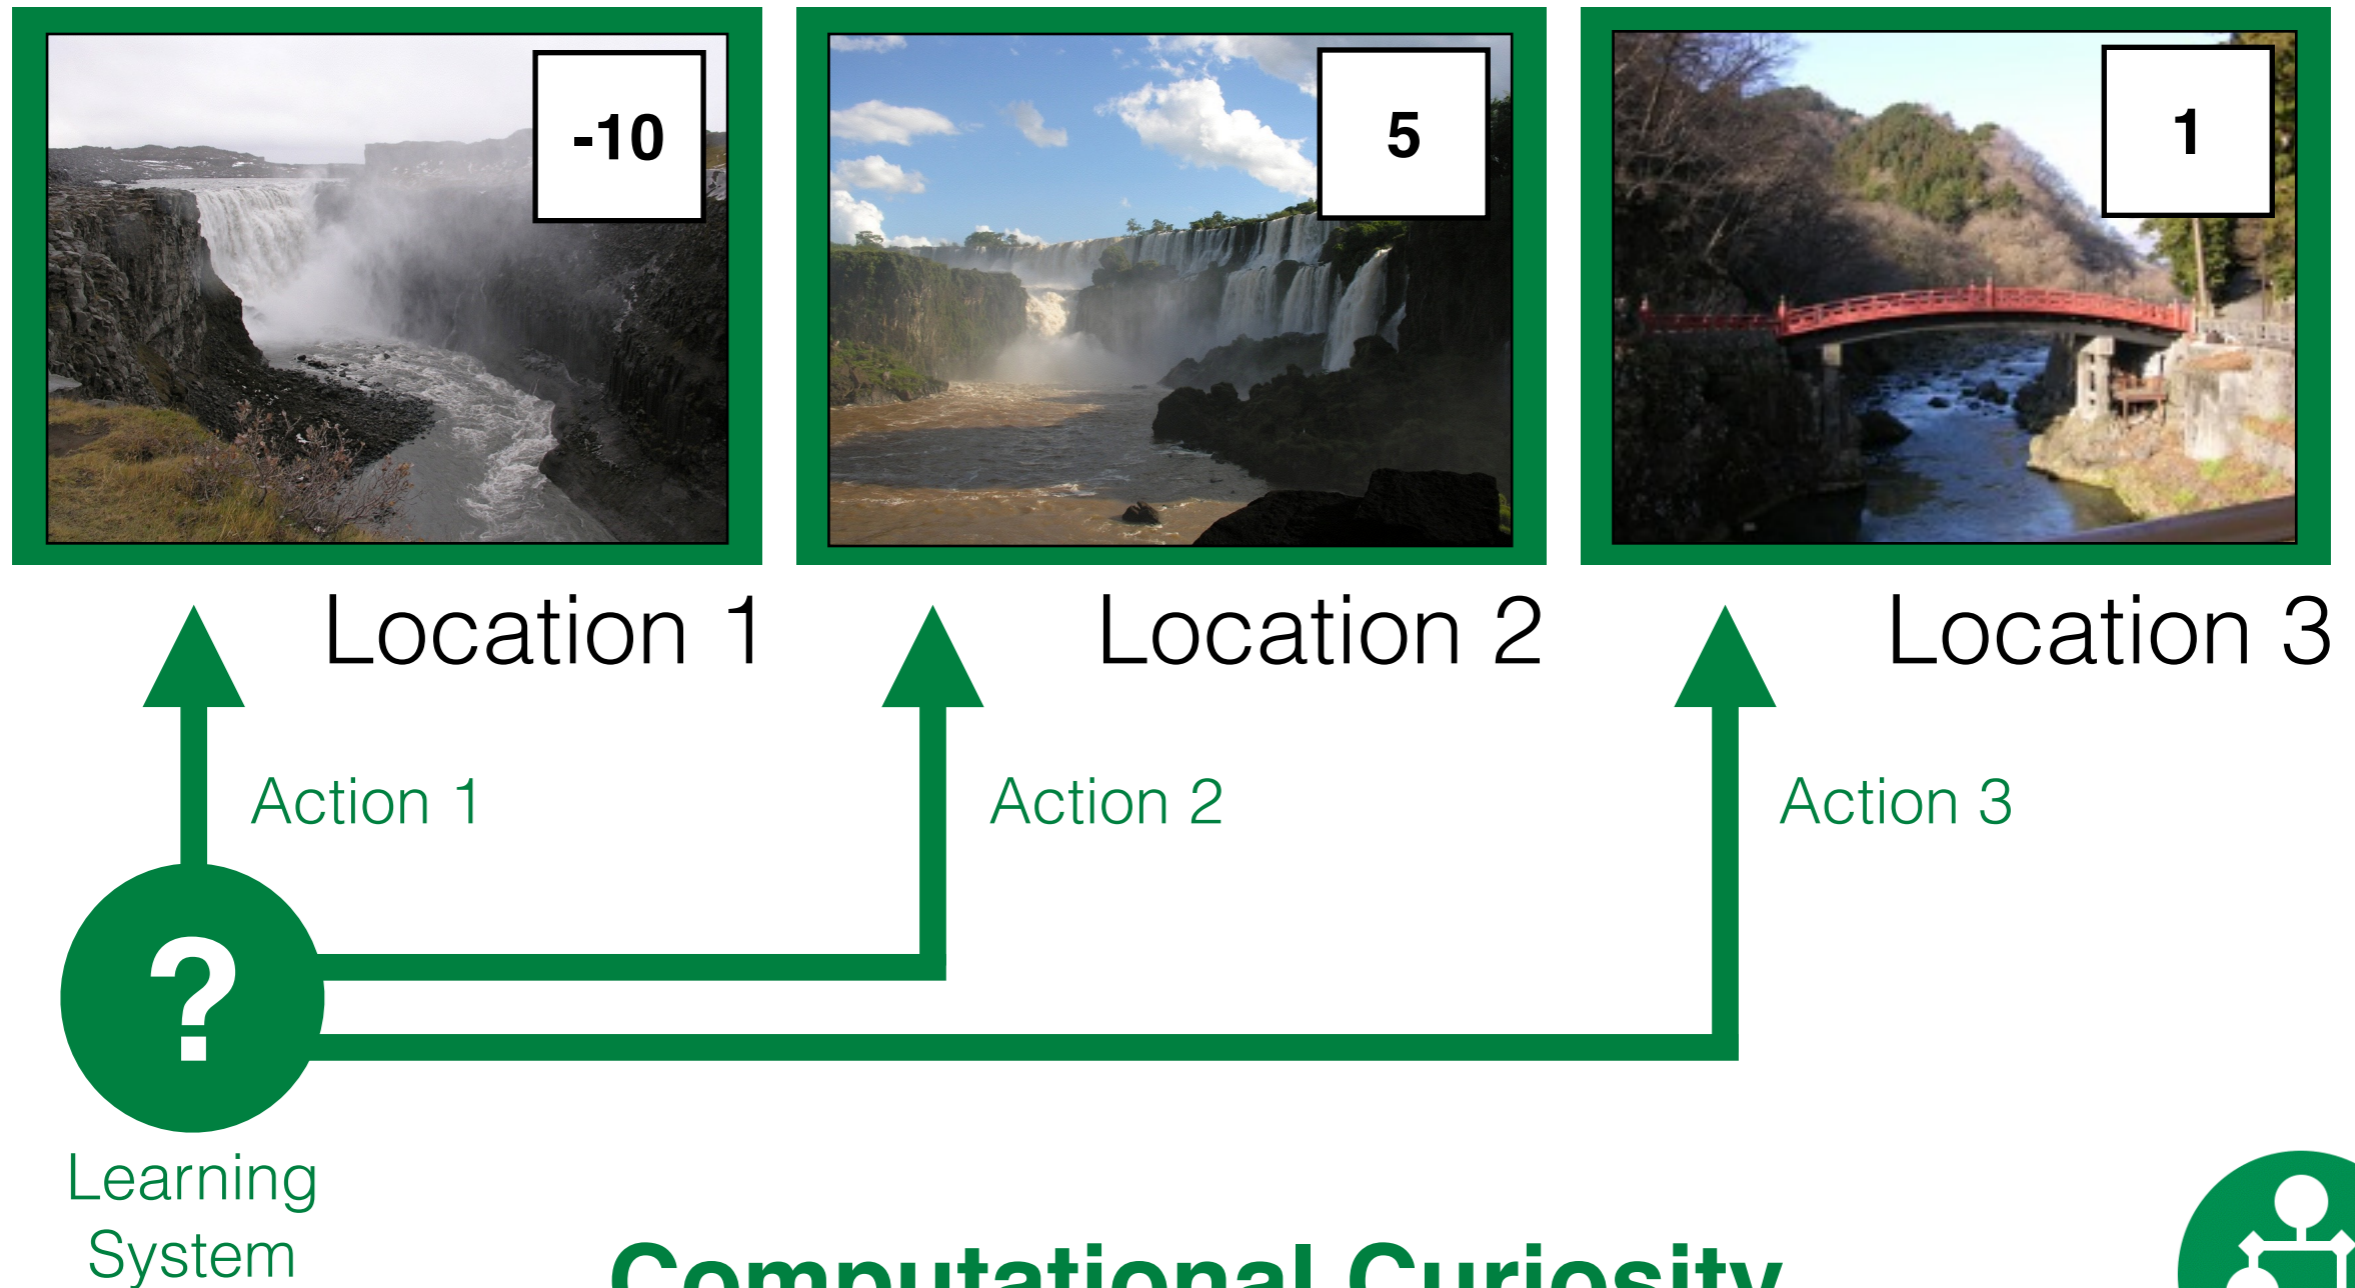 -10
5
1
Location 1
Location 2
Location 3
Action 1
Action 2
Action 3
?
Learning
System
Computational Curiosity